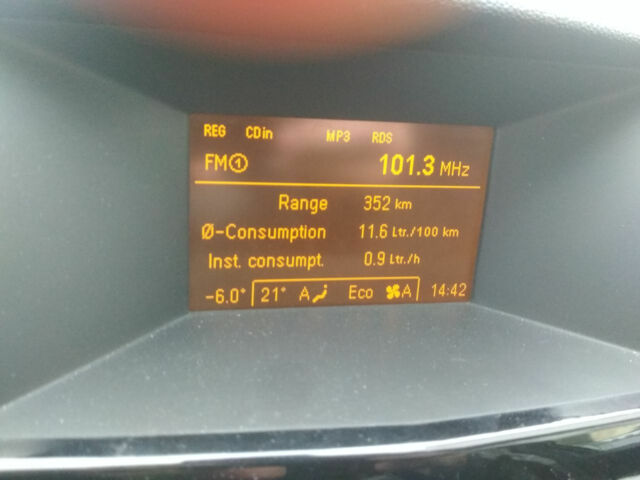 REG CDin MP3 RDS
FM① 101.3 MHz
Range 352 km
Ø-Consumption 11.6 Ltr./100 km
Inst. consumpt. 0.9 Ltr./h
-6.0° 21° A Eco A 14:42